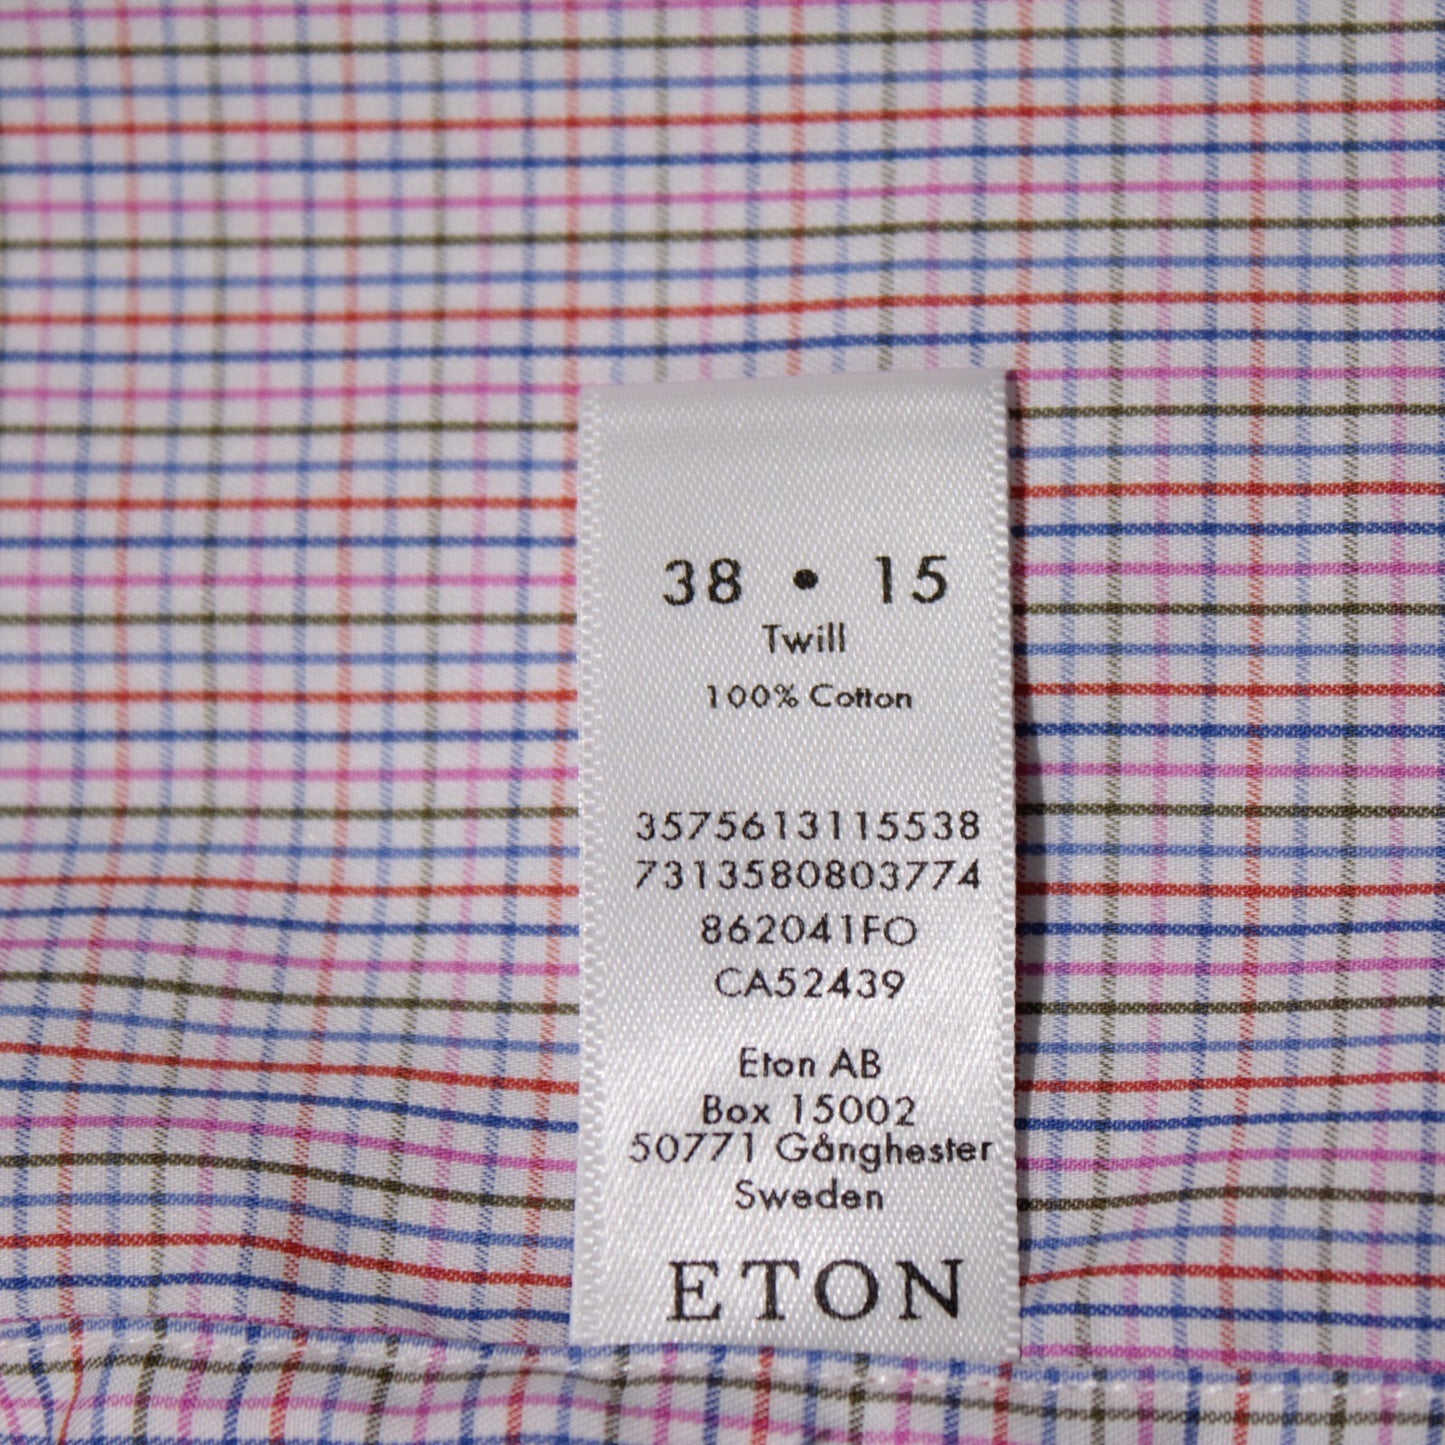 38 • 15
Twill
100% Cotton
3575613115538
7313580803774
862041FO
CA52439
Eton AB
Box 15002
50771 Gånghester
Sweden
ETON